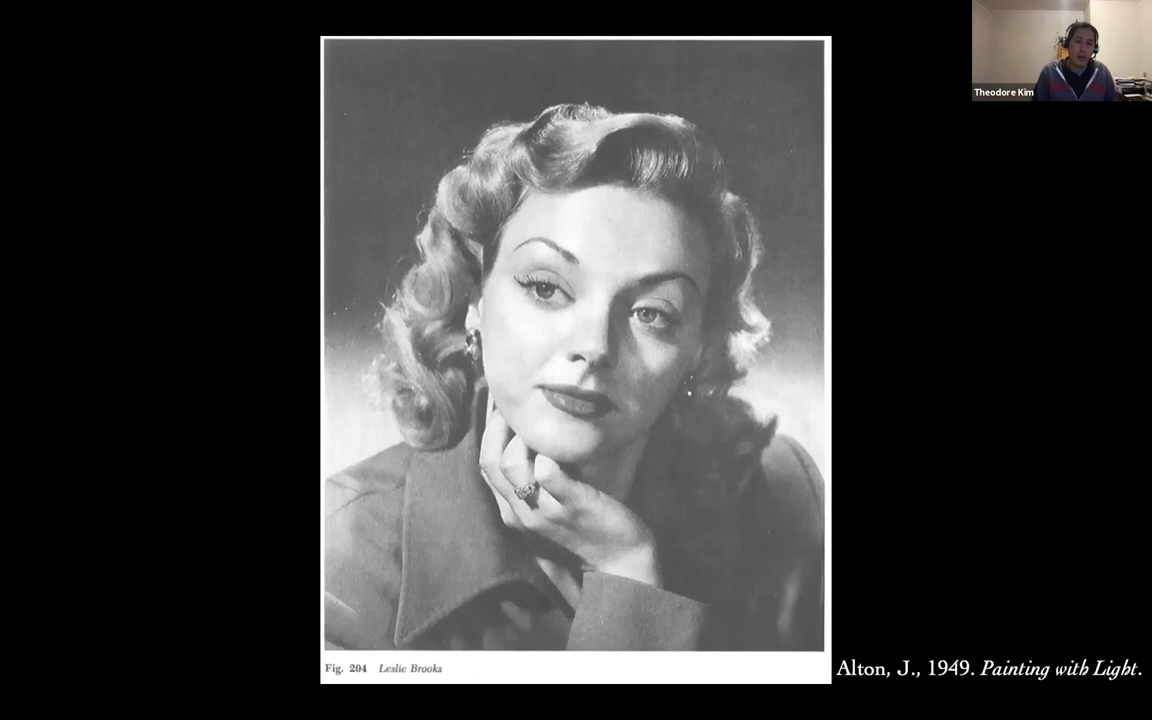 Theodore Kim
Fig. 204 Leslie Brooks
Alton, J., 1949. Painting with Light.